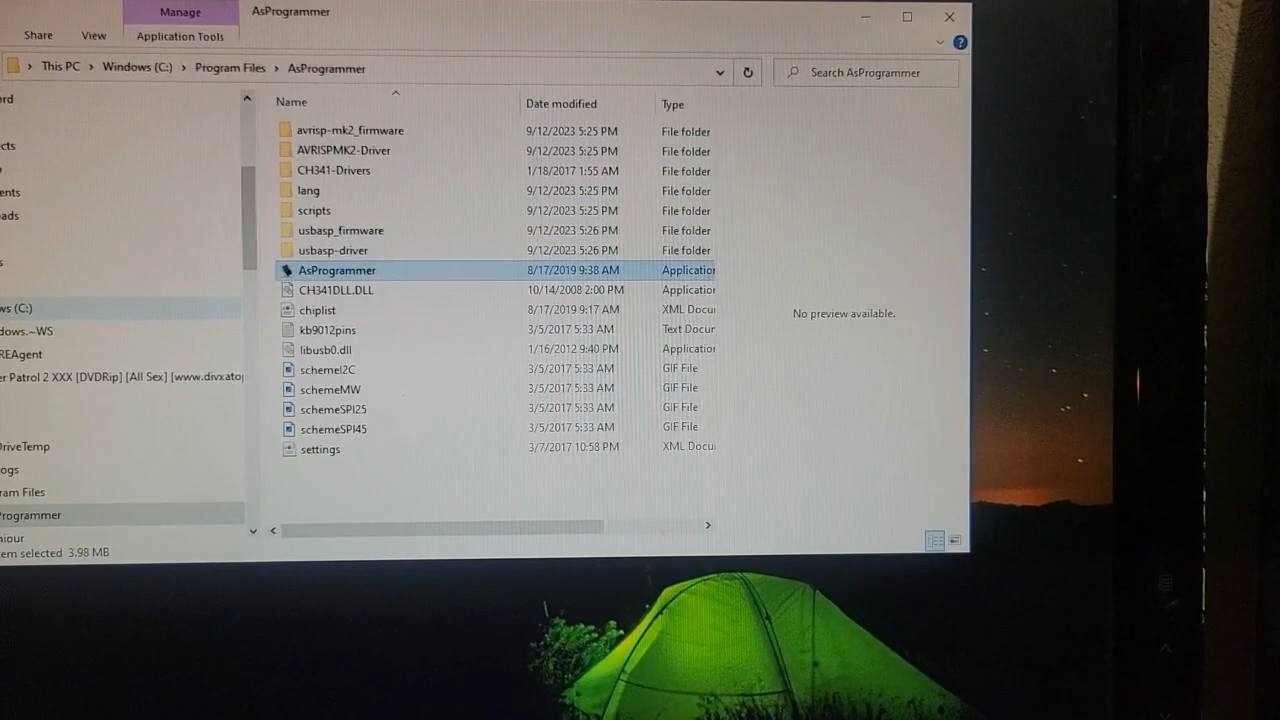 Manage
AsProgrammer
Share
View
Application Tools
This PC > Windows (C:) > Program Files > AsProgrammer
Search AsProgrammer
Name
Date modified
Type
avrisp-mk2_firmware 9/12/2023 5:25 PM File folder
AVRISPMK2-Driver 9/12/2023 5:25 PM File folder
CH341-Drivers 1/18/2017 1:55 AM File folder
lang 9/12/2023 5:25 PM File folder
scripts 9/12/2023 5:25 PM File folder
usbasp_firmware 9/12/2023 5:26 PM File folder
usbasp-driver 9/12/2023 5:26 PM File folder
AsProgrammer 8/17/2019 9:38 AM Application
CH341DLL.DLL 10/14/2008 2:00 PM Applicatior
chiplist 8/17/2019 9:17 AM XML Docu
kb9012pins 3/5/2017 5:33 AM Text Docur
libusb0.dll 1/16/2012 9:40 PM Applicatior
schemeI2C 3/5/2017 5:33 AM GIF File
schemeMW 3/5/2017 5:33 AM GIF File
schemeSPI25 3/5/2017 5:33 AM GIF File
schemeSPI45 3/5/2017 5:33 AM GIF File
settings 3/7/2017 10:58 PM XML Docu
No preview available.
ord
ects
ents
oads
s
ws (C:)
dows.~WS
REAgent
er Patrol 2 XXX [DVDRip] [All Sex] [www.divxatop
DriveTemp
ogs
ram Files
Programmer
niour
em selected 3.98 MB